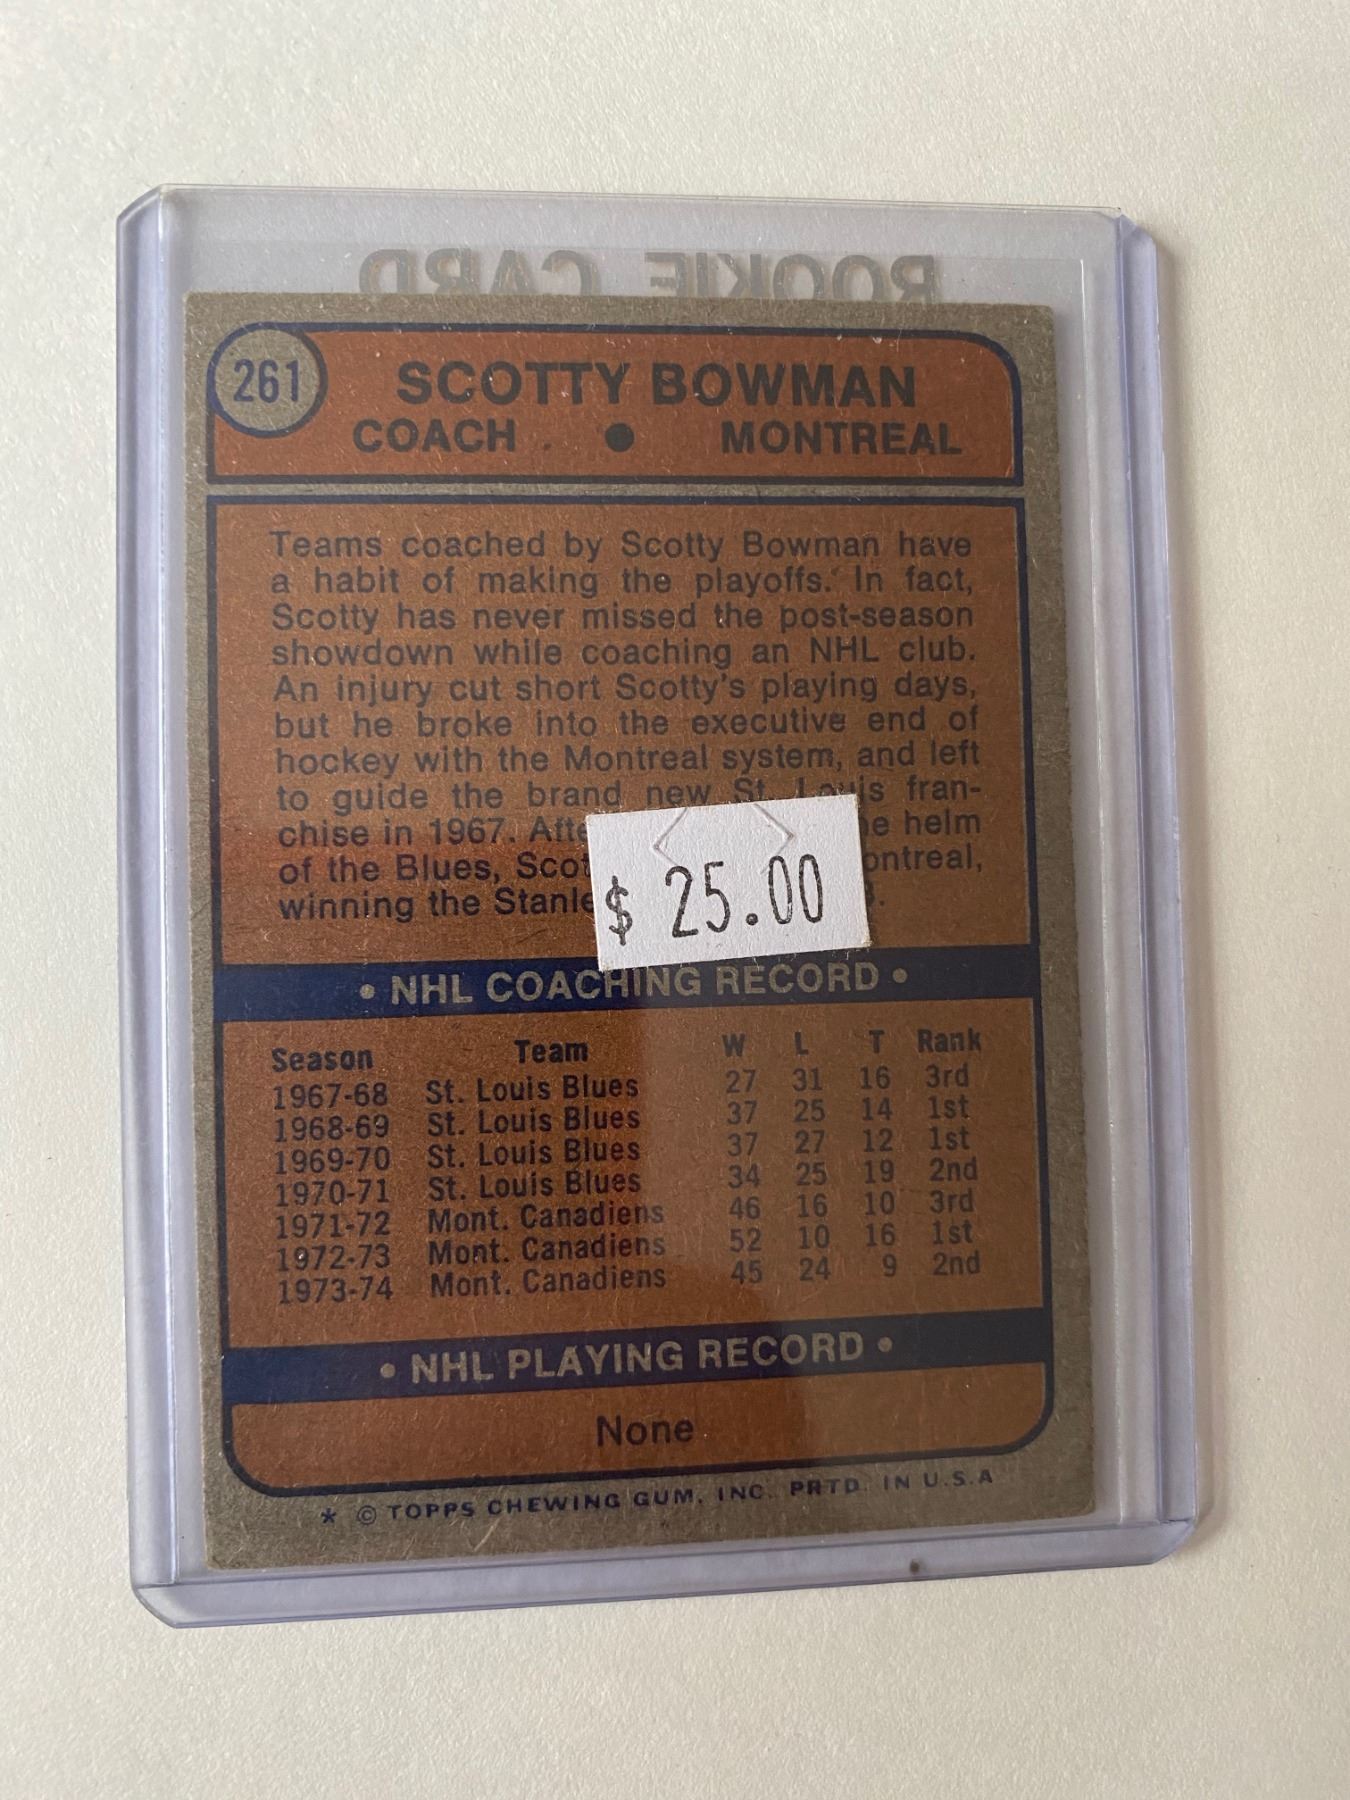 ROOKIE CARD
261
SCOTTY BOWMAN
COACH • MONTREAL
Teams coached by Scotty Bowman have
a habit of making the playoffs. In fact,
Scotty has never missed the post-season
showdown while coaching an NHL club.
An injury cut short Scotty's playing days,
but he broke into the executive end of
hockey with the Montreal system, and left
to guide the brand new St. Louis fran-
chise in 1967. helm
of the Blues,
winning the
$ 25.00
• NHL COACHING RECORD •
Season Team W L T Rank
1967-68 St. Louis Blues 27 31 16 3rd
1968-69 St. Louis Blues 37 25 14 1st
1969-70 St. Louis Blues 37 27 12 1st
1970-71 St. Louis Blues 34 25 19 2nd
1971-72 Mont. Canadiens 46 16 10 3rd
1972-73 Mont. Canadiens 52 10 16 1st
1973-74 Mont. Canadiens 45 24 9 2nd
• NHL PLAYING RECORD •
None
* © TOPPS CHEWING GUM, INC. PRTD. IN U.S.A